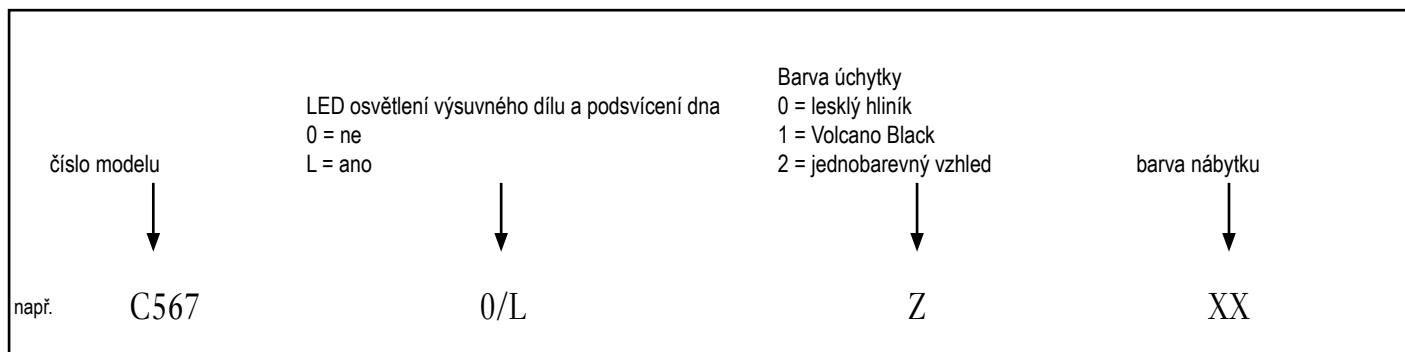 číslo modelu
LED osvětlení výsuvného dílu a podsvícení dna
0 = ne
L = ano
Barva úchytky
0 = lesklý hliník
1 = Volcano Black
2 = jednobarevný vzhled
barva nábytku
např. C567 0/L Z XX